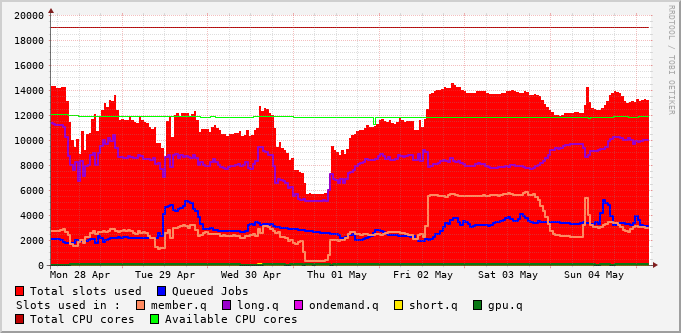 RRDTOOL / TOBI OETIKER
20000
18000
16000
14000
12000
10000
8000
6000
4000
2000
0
Mon 28 Apr Tue 29 Apr Wed 30 Apr Thu 01 May Fri 02 May Sat 03 May Sun 04 May
Total slots used Queued Jobs
Slots used in : member.q long.q ondemand.q short.q gpu.q
Total CPU cores Available CPU cores